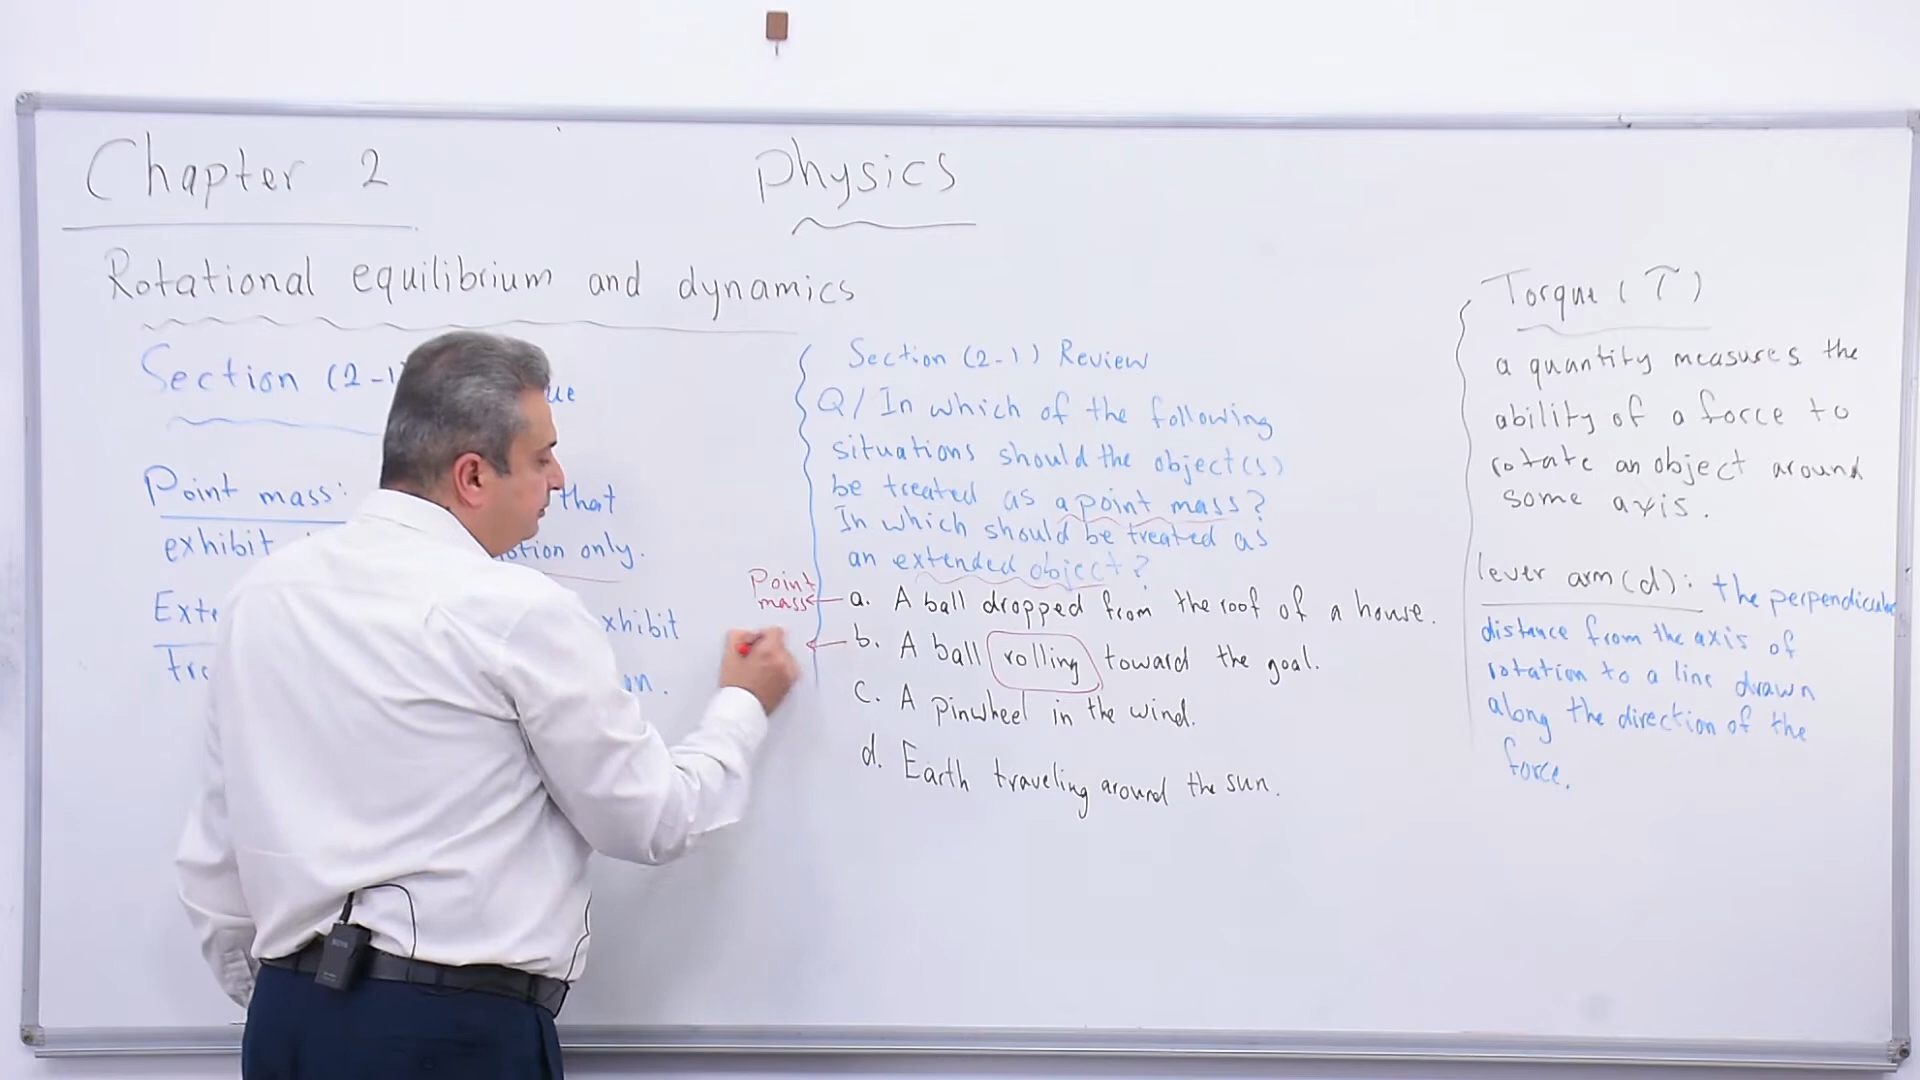 Chapter 2
Physics
Rotational equilibrium and dynamics
Section (2-1
Point mass: that
exhibit otion only.
xhibit
on.
Section (2-1) Review
Q/ In which of the following
situations should the object(s)
be treated as a point mass?
In which should be treated as
an extended object?
Point
mass
a. A ball dropped from the roof of a house.
b. A ball rolling toward the goal.
c. A pinwheel in the wind.
d. Earth traveling around the sun.
Torque (τ)
a quantity measures the
ability of a force to
rotate an object around
some axis.
lever arm (d): the perpendicular
distance from the axis of
rotation to a line drawn
along the direction of the
force.